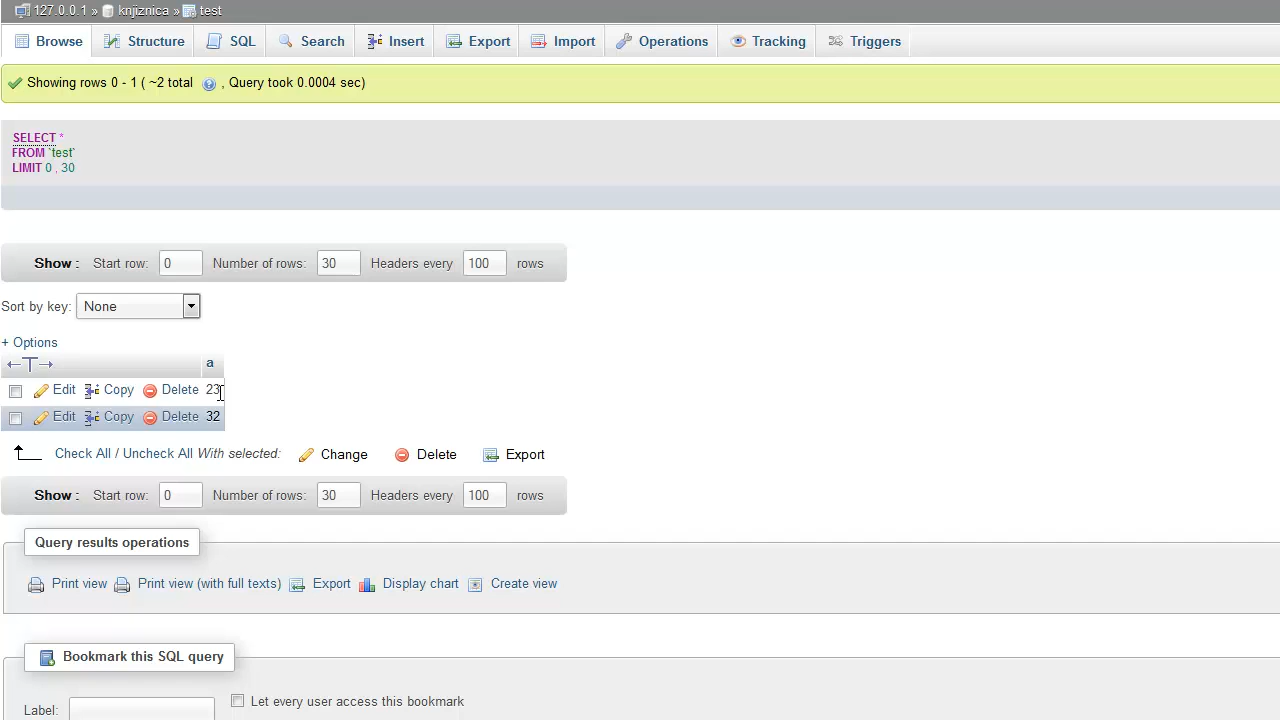 127.0.0.1 » knjiznica » test
Browse Structure SQL Search Insert Export Import Operations Tracking Triggers
Showing rows 0 - 1 ( ~2 total , Query took 0.0004 sec)
SELECT *
FROM `test`
LIMIT 0 , 30
Show : Start row: 0 Number of rows: 30 Headers every 100 rows
Sort by key: None
+ Options
←T→ a
Edit Copy Delete 23
Edit Copy Delete 32
Check All / Uncheck All With selected: Change Delete Export
Show : Start row: 0 Number of rows: 30 Headers every 100 rows
Query results operations
Print view Print view (with full texts) Export Display chart Create view
Bookmark this SQL query
Label: Let every user access this bookmark